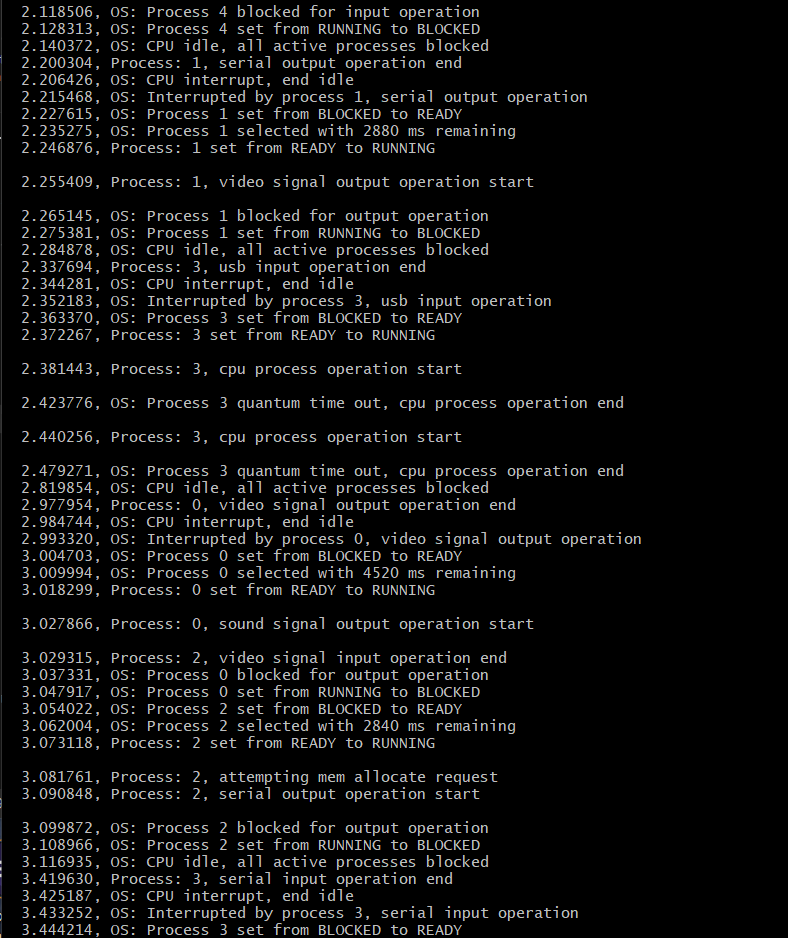 2.118506, OS: Process 4 blocked for input operation
2.128313, OS: Process 4 set from RUNNING to BLOCKED
2.140372, OS: CPU idle, all active processes blocked
2.200304, Process: 1, serial output operation end
2.206426, OS: CPU interrupt, end idle
2.215468, OS: Interrupted by process 1, serial output operation
2.227615, OS: Process 1 set from BLOCKED to READY
2.235275, OS: Process 1 selected with 2880 ms remaining
2.246876, Process: 1 set from READY to RUNNING
2.255409, Process: 1, video signal output operation start
2.265145, OS: Process 1 blocked for output operation
2.275381, OS: Process 1 set from RUNNING to BLOCKED
2.284878, OS: CPU idle, all active processes blocked
2.337694, Process: 3, usb input operation end
2.344281, OS: CPU interrupt, end idle
2.352183, OS: Interrupted by process 3, usb input operation
2.363370, OS: Process 3 set from BLOCKED to READY
2.372267, Process: 3 set from READY to RUNNING
2.381443, Process: 3, cpu process operation start
2.423776, OS: Process 3 quantum time out, cpu process operation end
2.440256, Process: 3, cpu process operation start
2.479271, OS: Process 3 quantum time out, cpu process operation end
2.819854, OS: CPU idle, all active processes blocked
2.977954, Process: 0, video signal output operation end
2.984744, OS: CPU interrupt, end idle
2.993320, OS: Interrupted by process 0, video signal output operation
3.004703, OS: Process 0 set from BLOCKED to READY
3.009994, OS: Process 0 selected with 4520 ms remaining
3.018299, Process: 0 set from READY to RUNNING
3.027866, Process: 0, sound signal output operation start
3.029315, Process: 2, video signal input operation end
3.037331, OS: Process 0 blocked for output operation
3.047917, OS: Process 0 set from RUNNING to BLOCKED
3.054022, OS: Process 2 set from BLOCKED to READY
3.062004, OS: Process 2 selected with 2840 ms remaining
3.073118, Process: 2 set from READY to RUNNING
3.081761, Process: 2, attempting mem allocate request
3.090848, Process: 2, serial output operation start
3.099872, OS: Process 2 blocked for output operation
3.108966, OS: Process 2 set from RUNNING to BLOCKED
3.116935, OS: CPU idle, all active processes blocked
3.419630, Process: 3, serial input operation end
3.425187, OS: CPU interrupt, end idle
3.433252, OS: Interrupted by process 3, serial input operation
3.444214, OS: Process 3 set from BLOCKED to READY